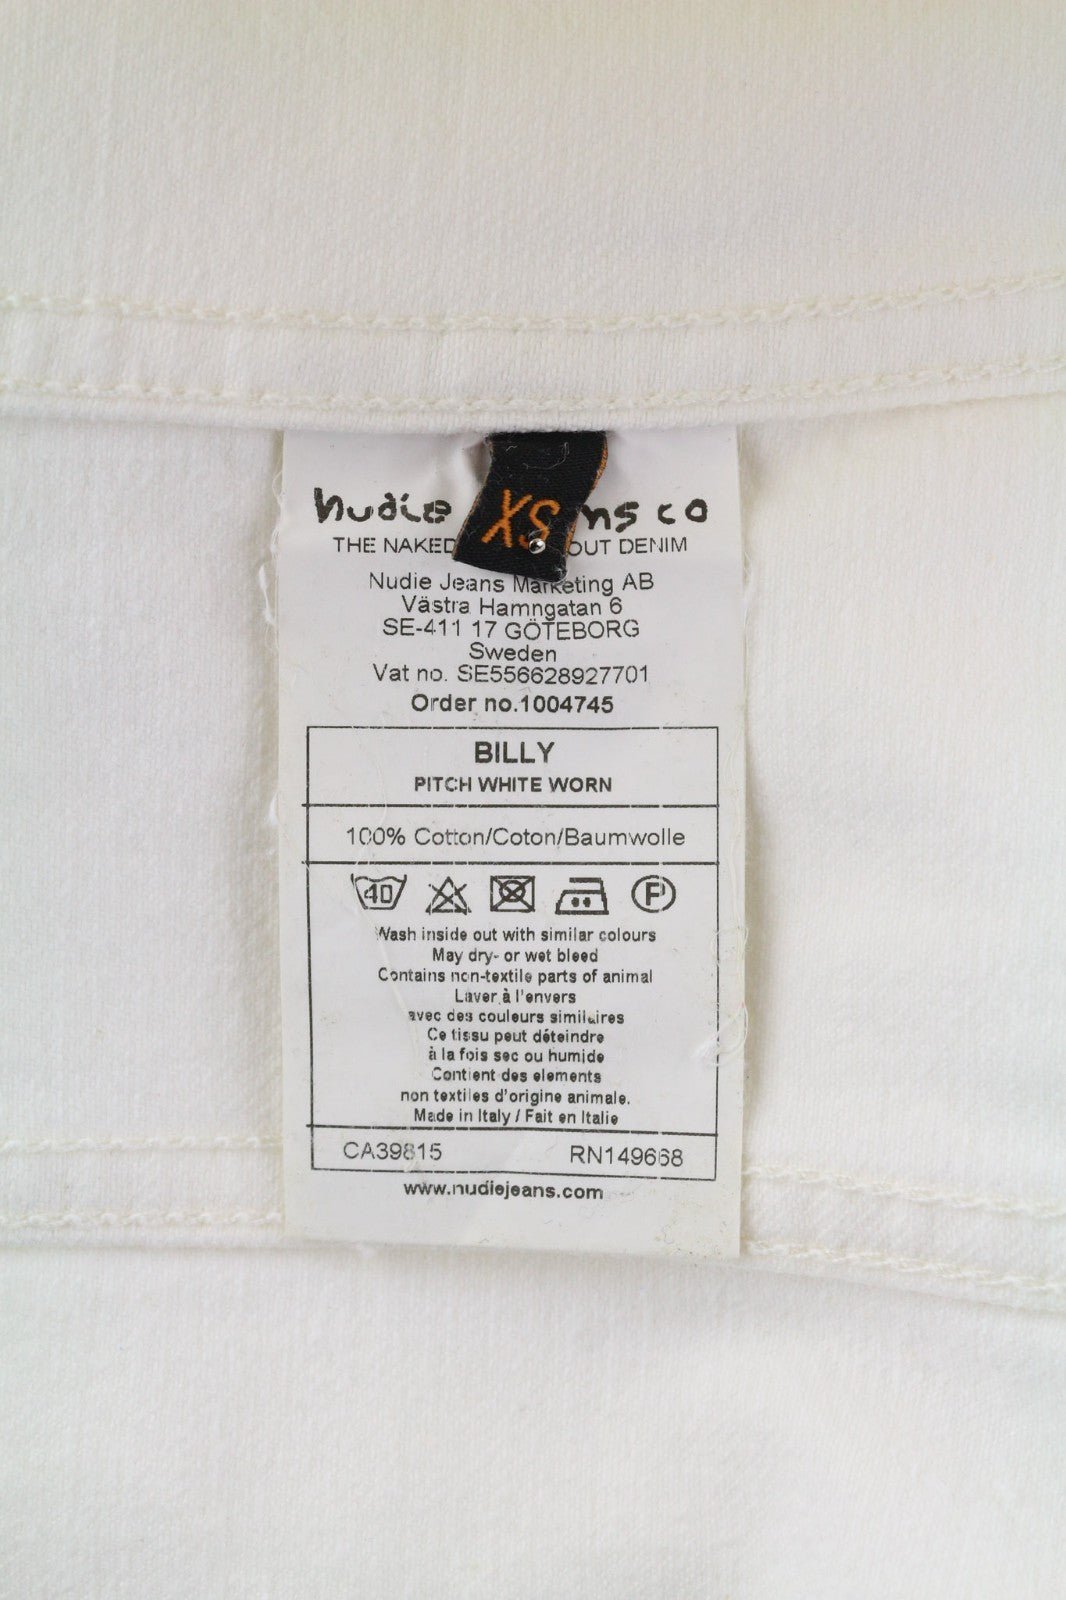 nudie
XS
ns co
THE NAKED OUT DENIM
Nudie Jeans Marketing AB
Västra Hamngatan 6
SE-411 17 GÖTEBORG
Sweden
Vat no. SE556628927701
Order no.1004745
BILLY
PITCH WHITE WORN
100% Cotton/Coton/Baumwolle
40 F
Wash inside out with similar colours
May dry- or wet bleed
Contains non-textile parts of animal
Laver à l'envers
avec des couleurs similaires
Ce tissu peut déteindre
à la fois sec ou humide
Contient des elements
non textiles d'origine animale.
Made in Italy / Fait en Italie
CA39815 RN149668
www.nudiejeans.com